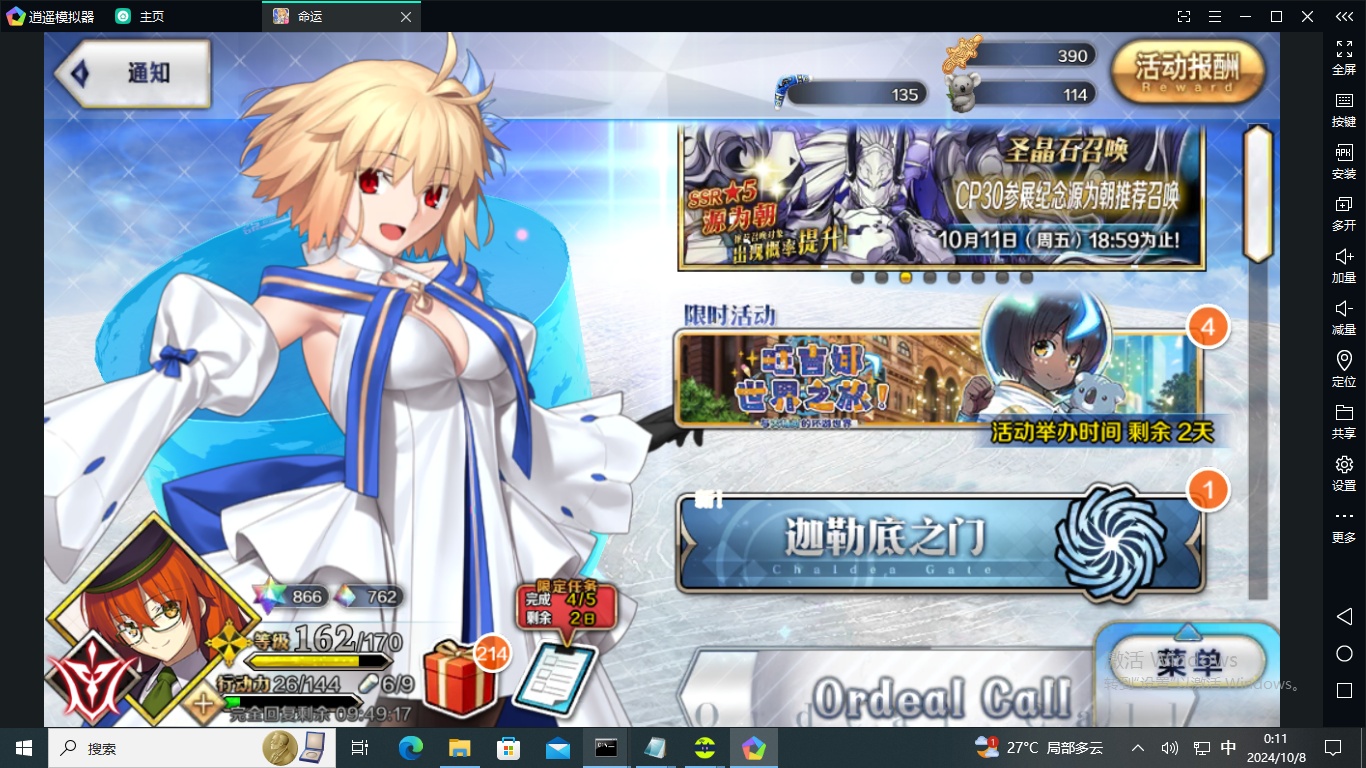 逍遥模拟器
主页
命运
通知
135
390
114
活动报酬
Reward
全屏
按键
安装
多开
加量
减量
定位
共享
设置
更多
圣晶石召唤
CP30参展纪念源为朝推荐召唤
10月11日（周五）18:59为止!
SSR★5
源为朝
出现概率提升!
限时活动
4
世界之旅!
活动举办时间 剩余 2天
新!
1
迦勒底之门
Chaldea Gate
866
762
限定任务
完成 4/5
剩余 2日
等级 162/170
214
行动力 26/144
6/9
完全回复剩余 09:49:17
菜单
Ordeal Call
激活 Windows
转到"设置"以激活 Windows。
搜索
1
27°C 局部多云
中
0:11
2024/10/8